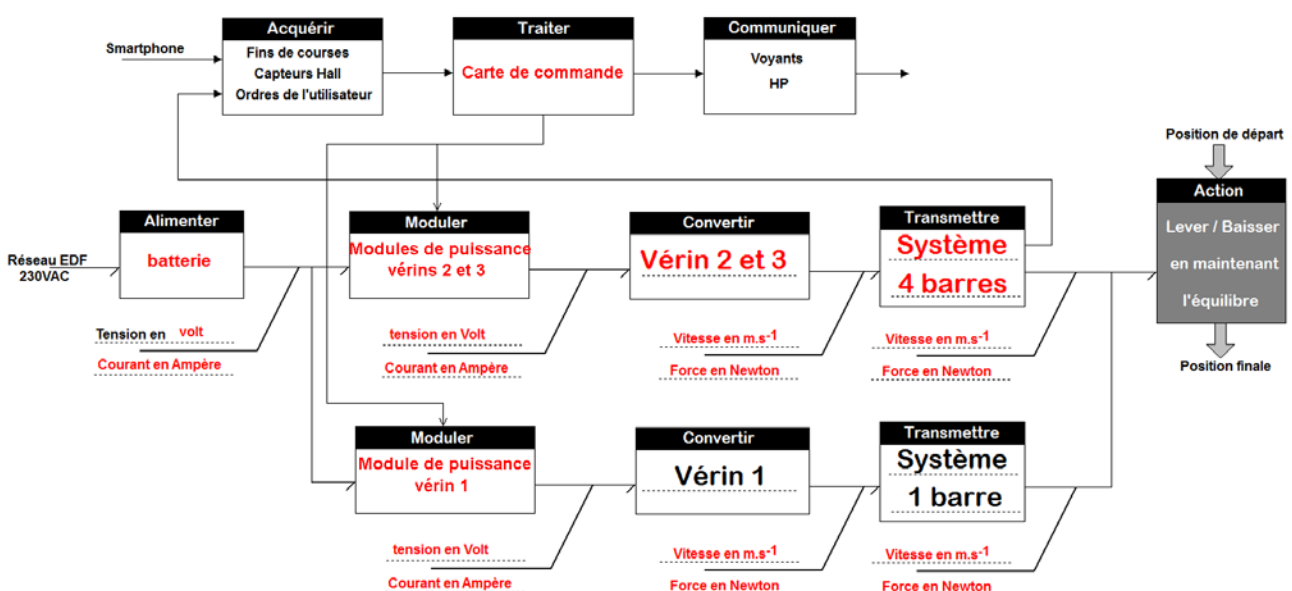 Acquérir
Fins de courses
Capteurs Hall
Ordres de l'utilisateur
Smartphone
Traiter
Carte de commande
Communiquer
Voyants
HP
Position de départ
Action
Lever / Baisser
en maintenant
l'équilibre
Position finale
Réseau EDF
230VAC
Alimenter
batterie
Tension en volt
Courant en Ampère
Moduler
Modules de puissance
vérins 2 et 3
tension en Volt
Courant en Ampère
Convertir
Vérin 2 et 3
Vitesse en m.s-1
Force en Newton
Transmettre
Système
4 barres
Vitesse en m.s-1
Force en Newton
Moduler
Module de puissance
vérin 1
tension en Volt
Courant en Ampère
Convertir
Vérin 1
Vitesse en m.s-1
Force en Newton
Transmettre
Système
1 barre
Vitesse en m.s-1
Force en Newton